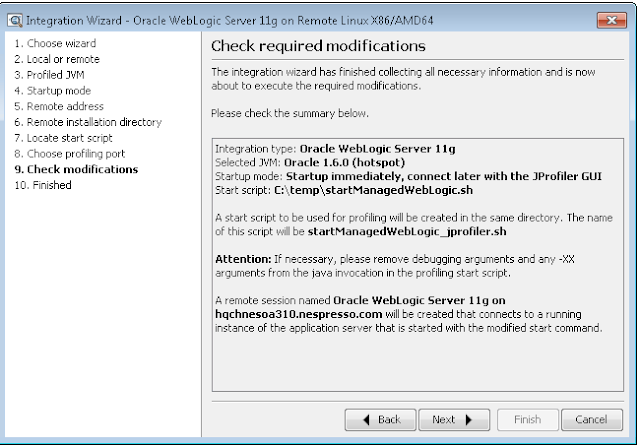 Integration Wizard - Oracle WebLogic Server 11g on Remote Linux X86/AMD64
1. Choose wizard
2. Local or remote
3. Profiled JVM
4. Startup mode
5. Remote address
6. Remote installation directory
7. Locate start script
8. Choose profiling port
9. Check modifications
10. Finished
Check required modifications
The integration wizard has finished collecting all necessary information and is now
about to execute the required modifications.
Please check the summary below.
Integration type: Oracle WebLogic Server 11g
Selected JVM: Oracle 1.6.0 (hotspot)
Startup mode: Startup immediately, connect later with the JProfiler GUI
Start script: C:\temp\startManagedWebLogic.sh
A start script to be used for profiling will be created in the same directory. The name
of this script will be startManagedWebLogic_jprofiler.sh
Attention: If necessary, please remove debugging arguments and any -XX
arguments from the java invocation in the profiling start script.
A remote session named Oracle WebLogic Server 11g on
hqchnesoa310.nespresso.com will be created that connects to a running
instance of the application server that is started with the modified start command.
Back
Next
Finish
Cancel